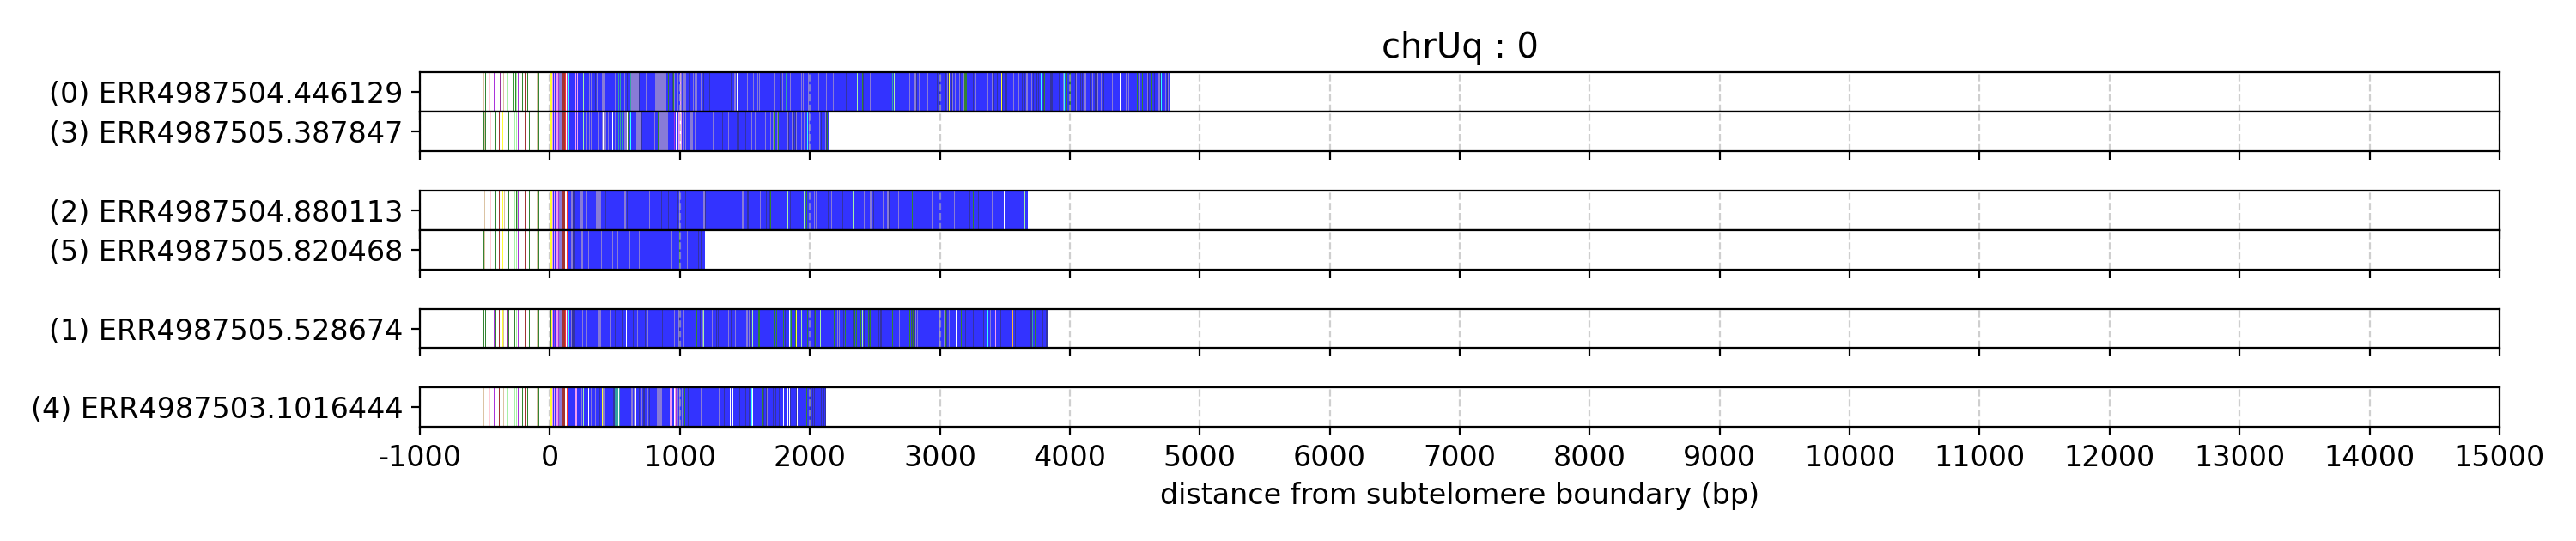 chrUq : 0
(0) ERR4987504.446129
(3) ERR4987505.387847
(2) ERR4987504.880113
(5) ERR4987505.820468
(1) ERR4987505.528674
(4) ERR4987503.1016444
-1000 0 1000 2000 3000 4000 5000 6000 7000 8000 9000 10000 11000 12000 13000 14000 15000
distance from subtelomere boundary (bp)